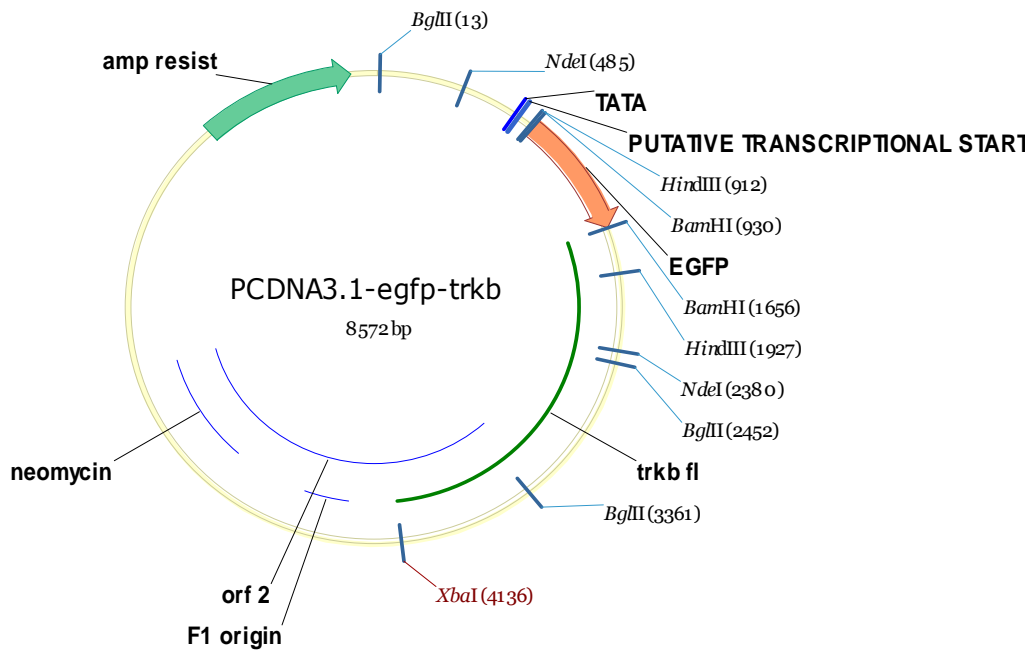 BglII (13)
amp resist
NdeI (485)
TATA
PUTATIVE TRANSCRIPTIONAL START
HindIII (912)
BamHI (930)
EGFP
PCDNA3.1-egfp-trkb
8572 bp
BamHI (1656)
HindIII (1927)
NdeI (2380)
BglII (2452)
neomycin
trkb fl
BglII (3361)
orf 2
XbaI (4136)
F1 origin